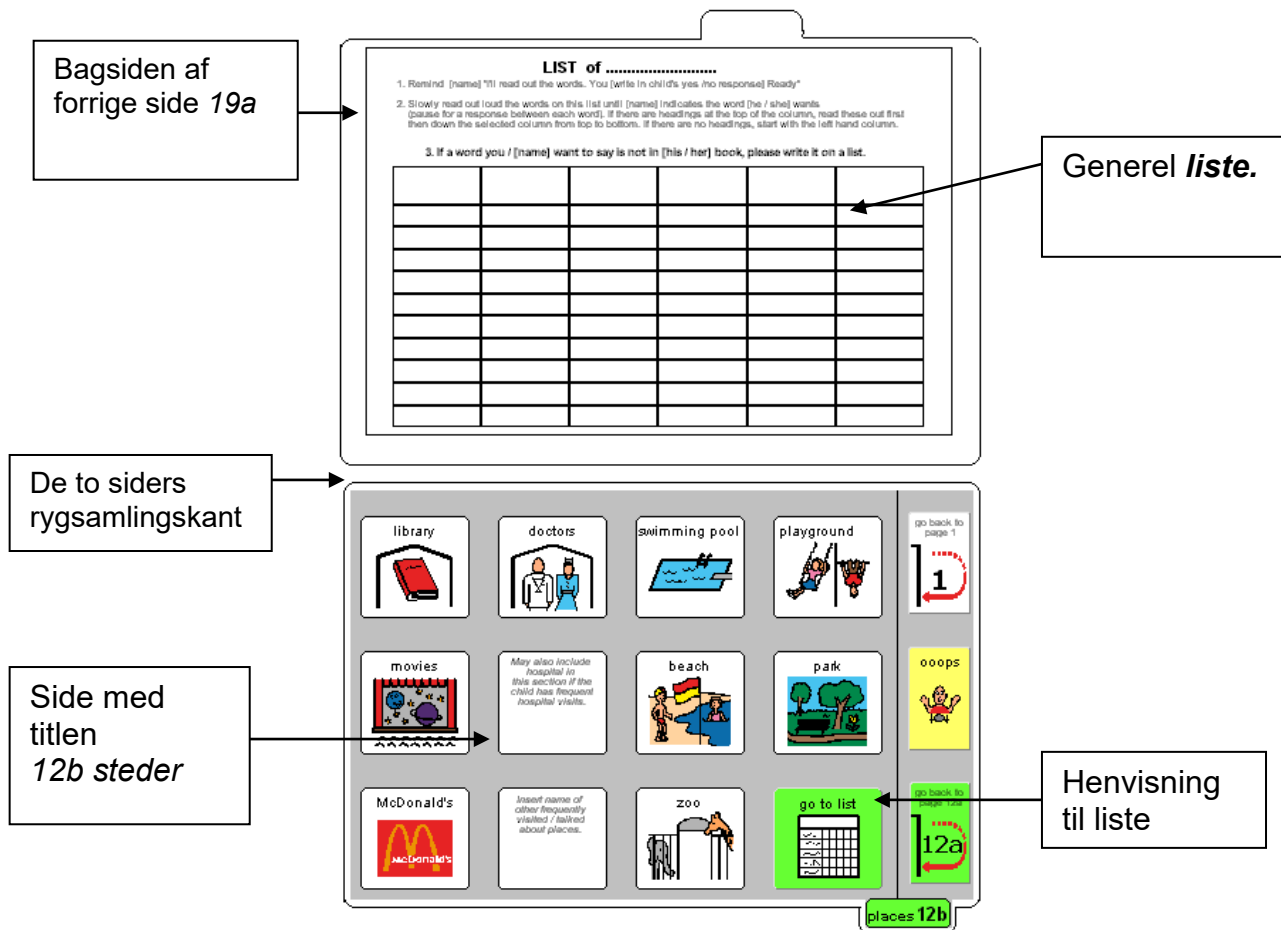 Bagsiden af
forrige side 19a
LIST of ...........................
1. Remind [name] "I'll read out the words. You [write in child's yes /no response] Ready"
2. Slowly read out loud the words on this list until [name] indicates the word [he / she] wants
(pause for a response between each word). If there are headings at the top of the column, read these out first
then down the selected column from top to bottom. If there are no headings, start with the left hand column.
3. If a word you / [name] want to say is not in [his / her] book, please write it on a list.
Generel liste.
De to siders
rygsamlingskant
library
doctors
swimming pool
playground
go back to
page 1
1
movies
May also include
hospital in
this section if the
child has frequent
hospital visits.
beach
park
ooops
Side med
titlen
12b steder
McDonald's
McDonald's
Insert name of
other frequently
visited / talked
about places.
zoo
go to list
go back to
page 12a
12a
Henvisning
til liste
places 12b